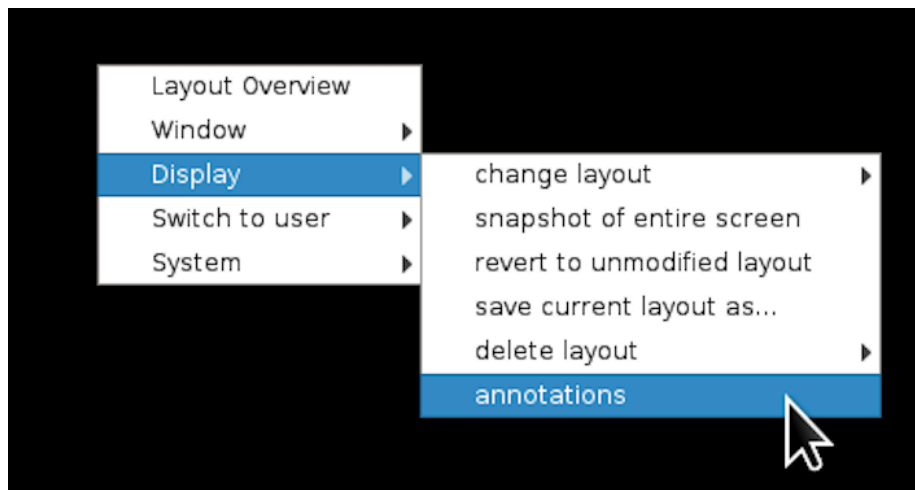 Layout Overview
Window
Display
Switch to user
System
change layout
snapshot of entire screen
revert to unmodified layout
save current layout as...
delete layout
annotations